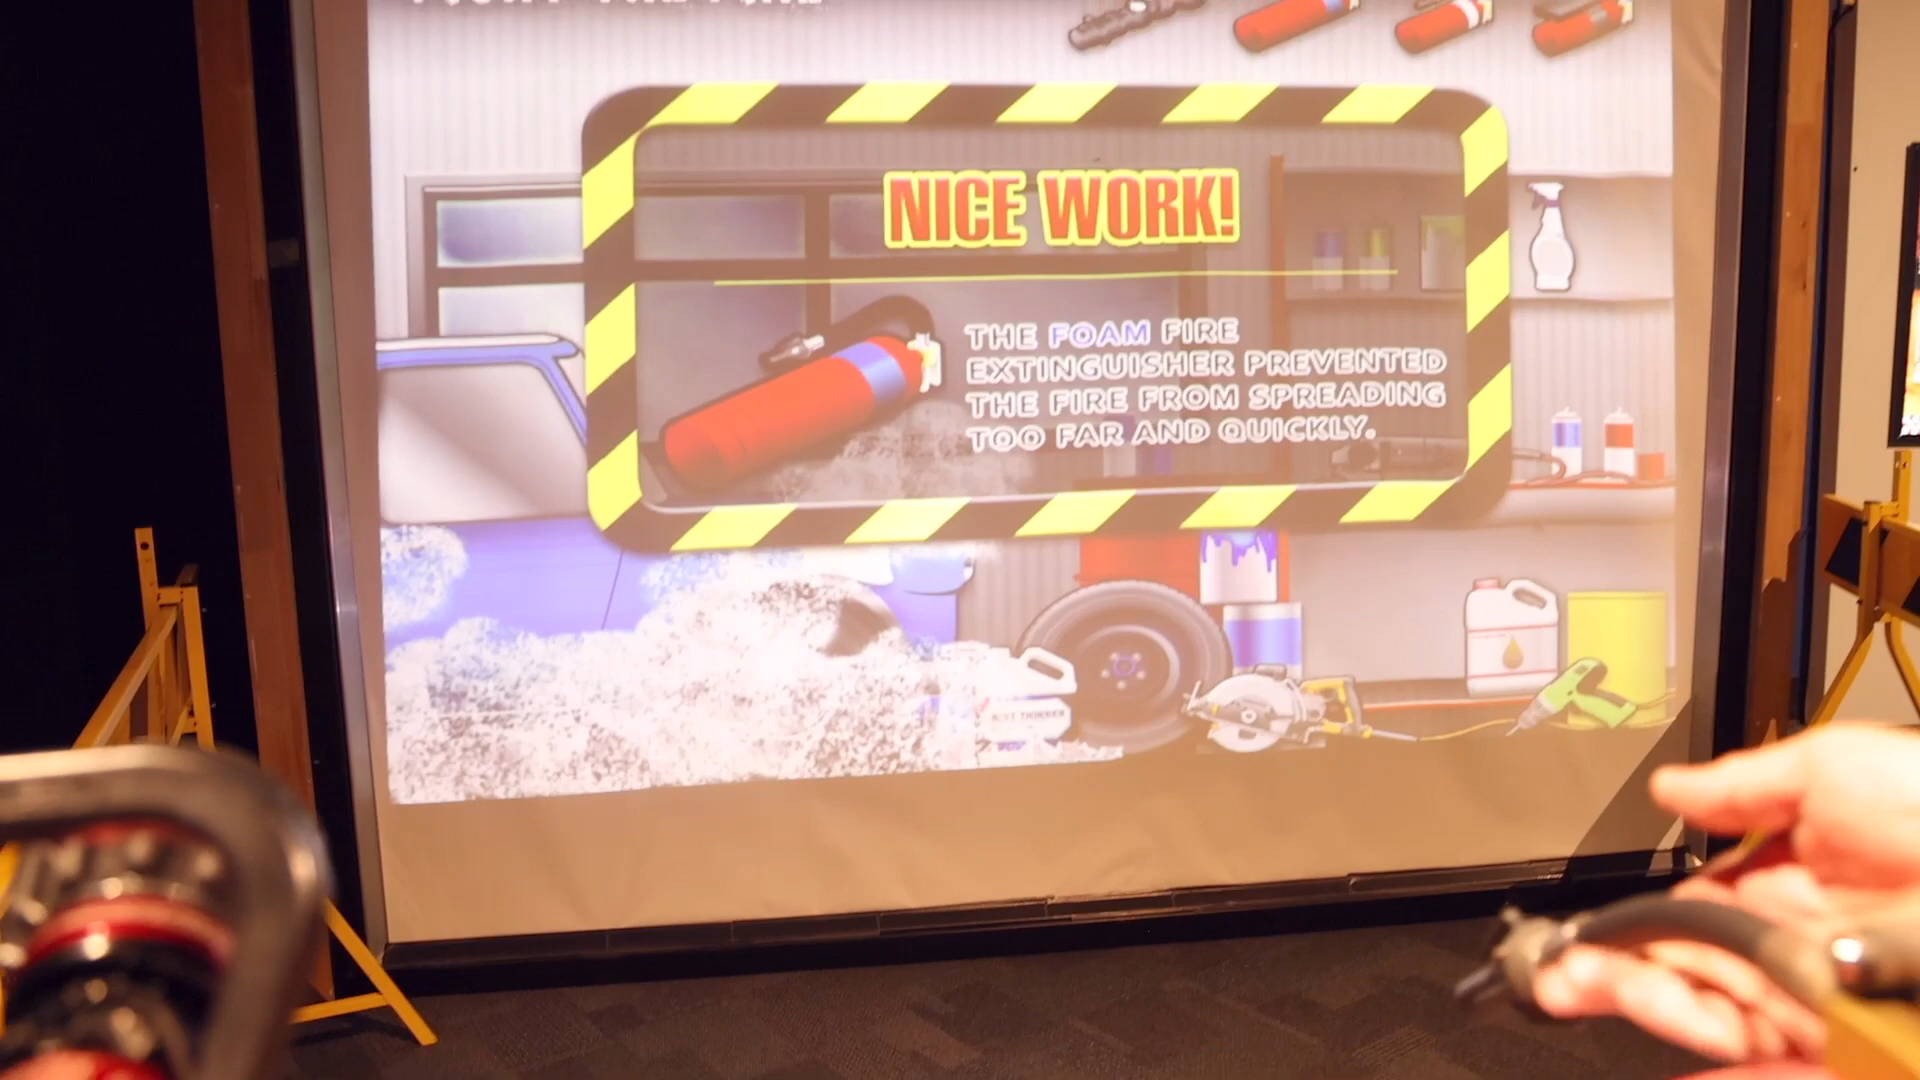 NICE WORK!
THE FOAM FIRE
EXTINGUISHER PREVENTED
THE FIRE FROM SPREADING
TOO FAR AND QUICKLY.